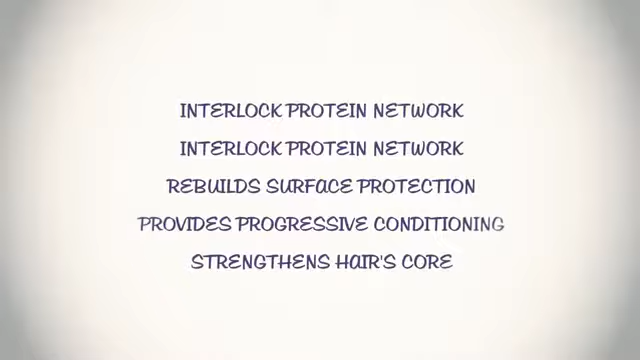 INTERLOCK PROTEIN NETWORK
INTERLOCK PROTEIN NETWORK
REBUILDS SURFACE PROTECTION
PROVIDES PROGRESSIVE CONDITIONING
STRENGTHENS HAIR'S CORE